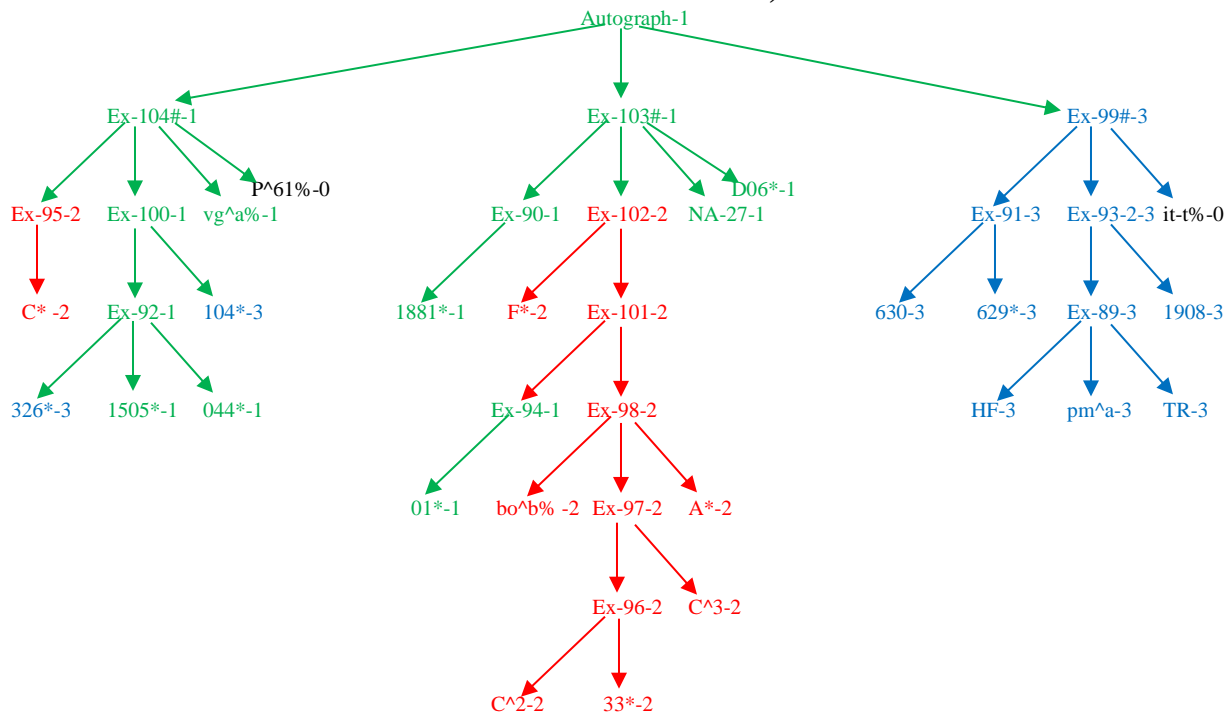 Autograph-1
Ex-104#-1 Ex-103#-1 Ex-99#-3
P^61%-0 D06*-1
Ex-95-2 Ex-100-1 vg^a%-1 Ex-90-1 Ex-102-2 NA-27-1 Ex-91-3 Ex-93-2-3 it-t%-0
C* -2 Ex-92-1 104*-3 1881*-1 F*-2 Ex-101-2 630-3 629*-3 Ex-89-3 1908-3
326*-3 1505*-1 044*-1 Ex-94-1 Ex-98-2 HF-3 pm^a-3 TR-3
01*-1 bo^b% -2 Ex-97-2 A*-2
Ex-96-2 C^3-2
C^2-2 33*-2